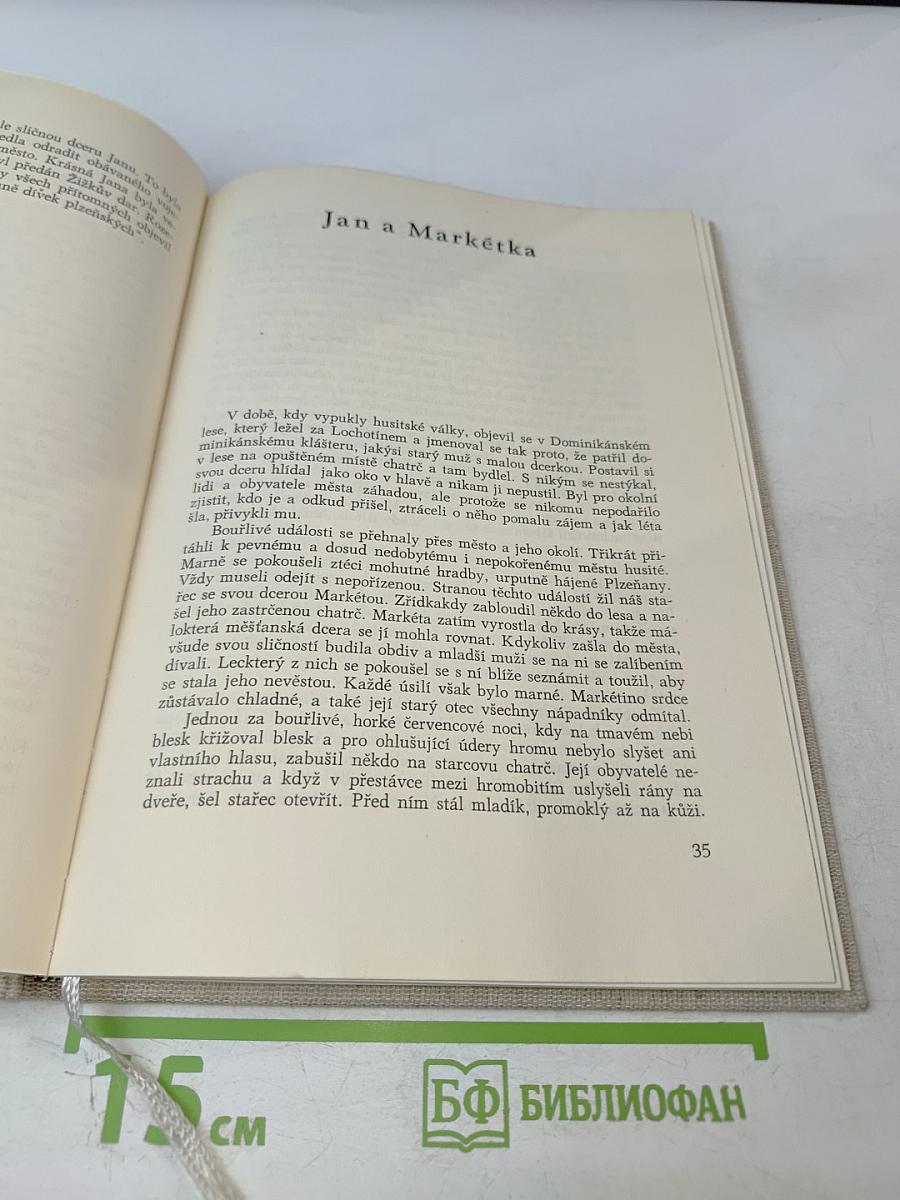 le sličnou dceru Janu. To byla
edla odradit obávaného voje-
město. Krásná Jana byla ve-
yl předán Žižkův dar. Roze-
y všech přítomných objevil
ně dívek plzeňských“.
Jan a Markétka
V době, kdy vypukly husitské války, objevil se v Dominikánském
lese, který ležel za Lochotínem a jmenoval se tak proto, že patřil do-
minikánskému klášteru, jakýsi starý muž s malou dcerkou. Postavil si
v lese na opuštěném místě chatrč a tam bydlel. S nikým se nestýkal,
svou dceru hlídal jako oko v hlavě a nikam ji nepustil. Byl pro okolní
lidi a obyvatele města záhadou, ale protože se nikomu nepodařilo
zjistit, kdo je a odkud přišel, ztráceli o něho pomalu zájem a jak léta
šla, přivykli mu.
Bouřlivé události se přehnaly přes město a jeho okolí. Třikrát při-
táhli k pevnému a dosud nedobytému i nepokořenému městu husité.
Marně se pokoušeli ztéci mohutné hradby, urputně hájené Plzeňany.
Vždy museli odejít s nepořízenou. Stranou těchto událostí žil náš sta-
řec se svou dcerou Markétou. Zřídkakdy zabloudil někdo do lesa a na-
šel jeho zastrčenou chatrč. Markéta zatím vyrostla do krásy, takže má-
lokterá měšťanská dcera se jí mohla rovnat. Kdykoliv zašla do města,
všude svou sličností budila obdiv a mladší muži se na ni se zalíbením
dívali. Leckterý z nich se pokoušel se s ní blíže seznámit a toužil, aby
se stala jeho nevěstou. Každé úsilí však bylo marné. Markétino srdce
zůstávalo chladné, a také její starý otec všechny nápadníky odmítal.
Jednou za bouřlivé, horké červencové noci, kdy na tmavém nebi
blesk křižoval blesk a pro ohlušující údery hromu nebylo slyšet ani
vlastního hlasu, zabušil někdo na starcovu chatrč. Její obyvatelé ne-
znali strachu a když v přestávce mezi hromobitím uslyšeli rány na
dveře, šel stařec otevřít. Před ním stál mladík, promoklý až na kůži.
35
15 см
БФ БИБЛИОФАН